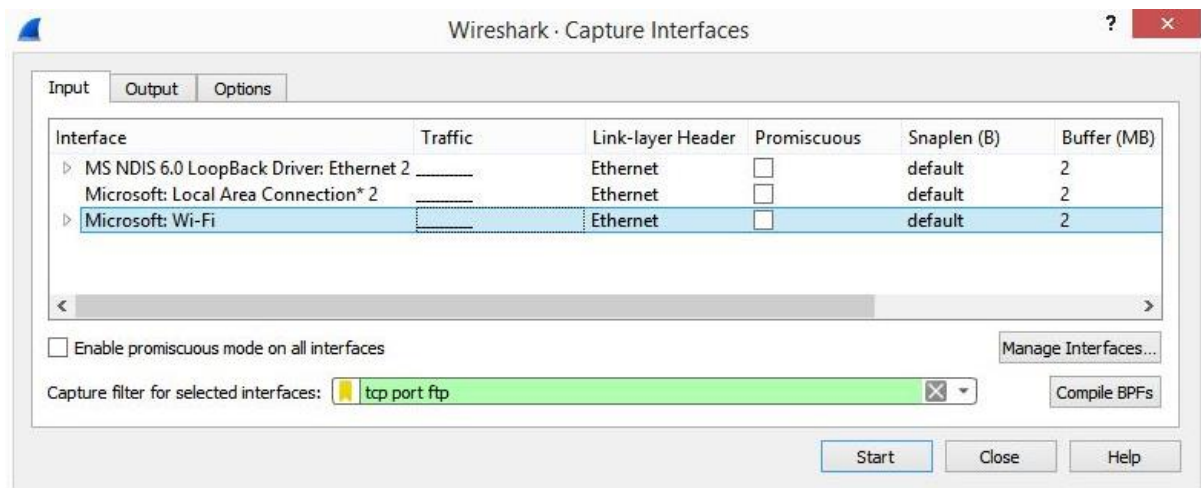 Wireshark · Capture Interfaces ?
Input Output Options
Interface Traffic Link-layer Header Promiscuous Snaplen (B) Buffer (MB)
MS NDIS 6.0 LoopBack Driver: Ethernet 2 Ethernet default 2
Microsoft: Local Area Connection* 2 Ethernet default 2
Microsoft: Wi-Fi Ethernet default 2
Enable promiscuous mode on all interfaces Manage Interfaces...
Capture filter for selected interfaces: tcp port ftp Compile BPFs
Start Close Help